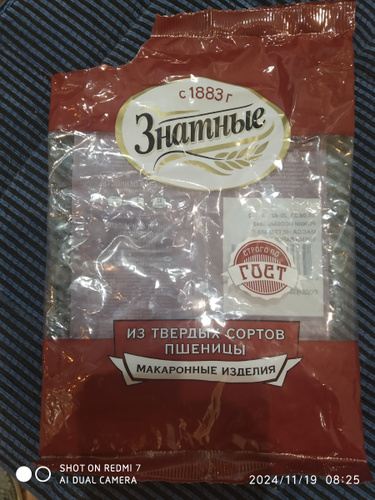 с 1883 г
Знатные
СТРОГО ПО
ГОСТ
ИЗ ТВЕРДЫХ СОРТОВ
ПШЕНИЦЫ
МАКАРОННЫЕ ИЗДЕЛИЯ
SHOT ON REDMI 7
AI DUAL CAMERA
2024/11/19 08:25